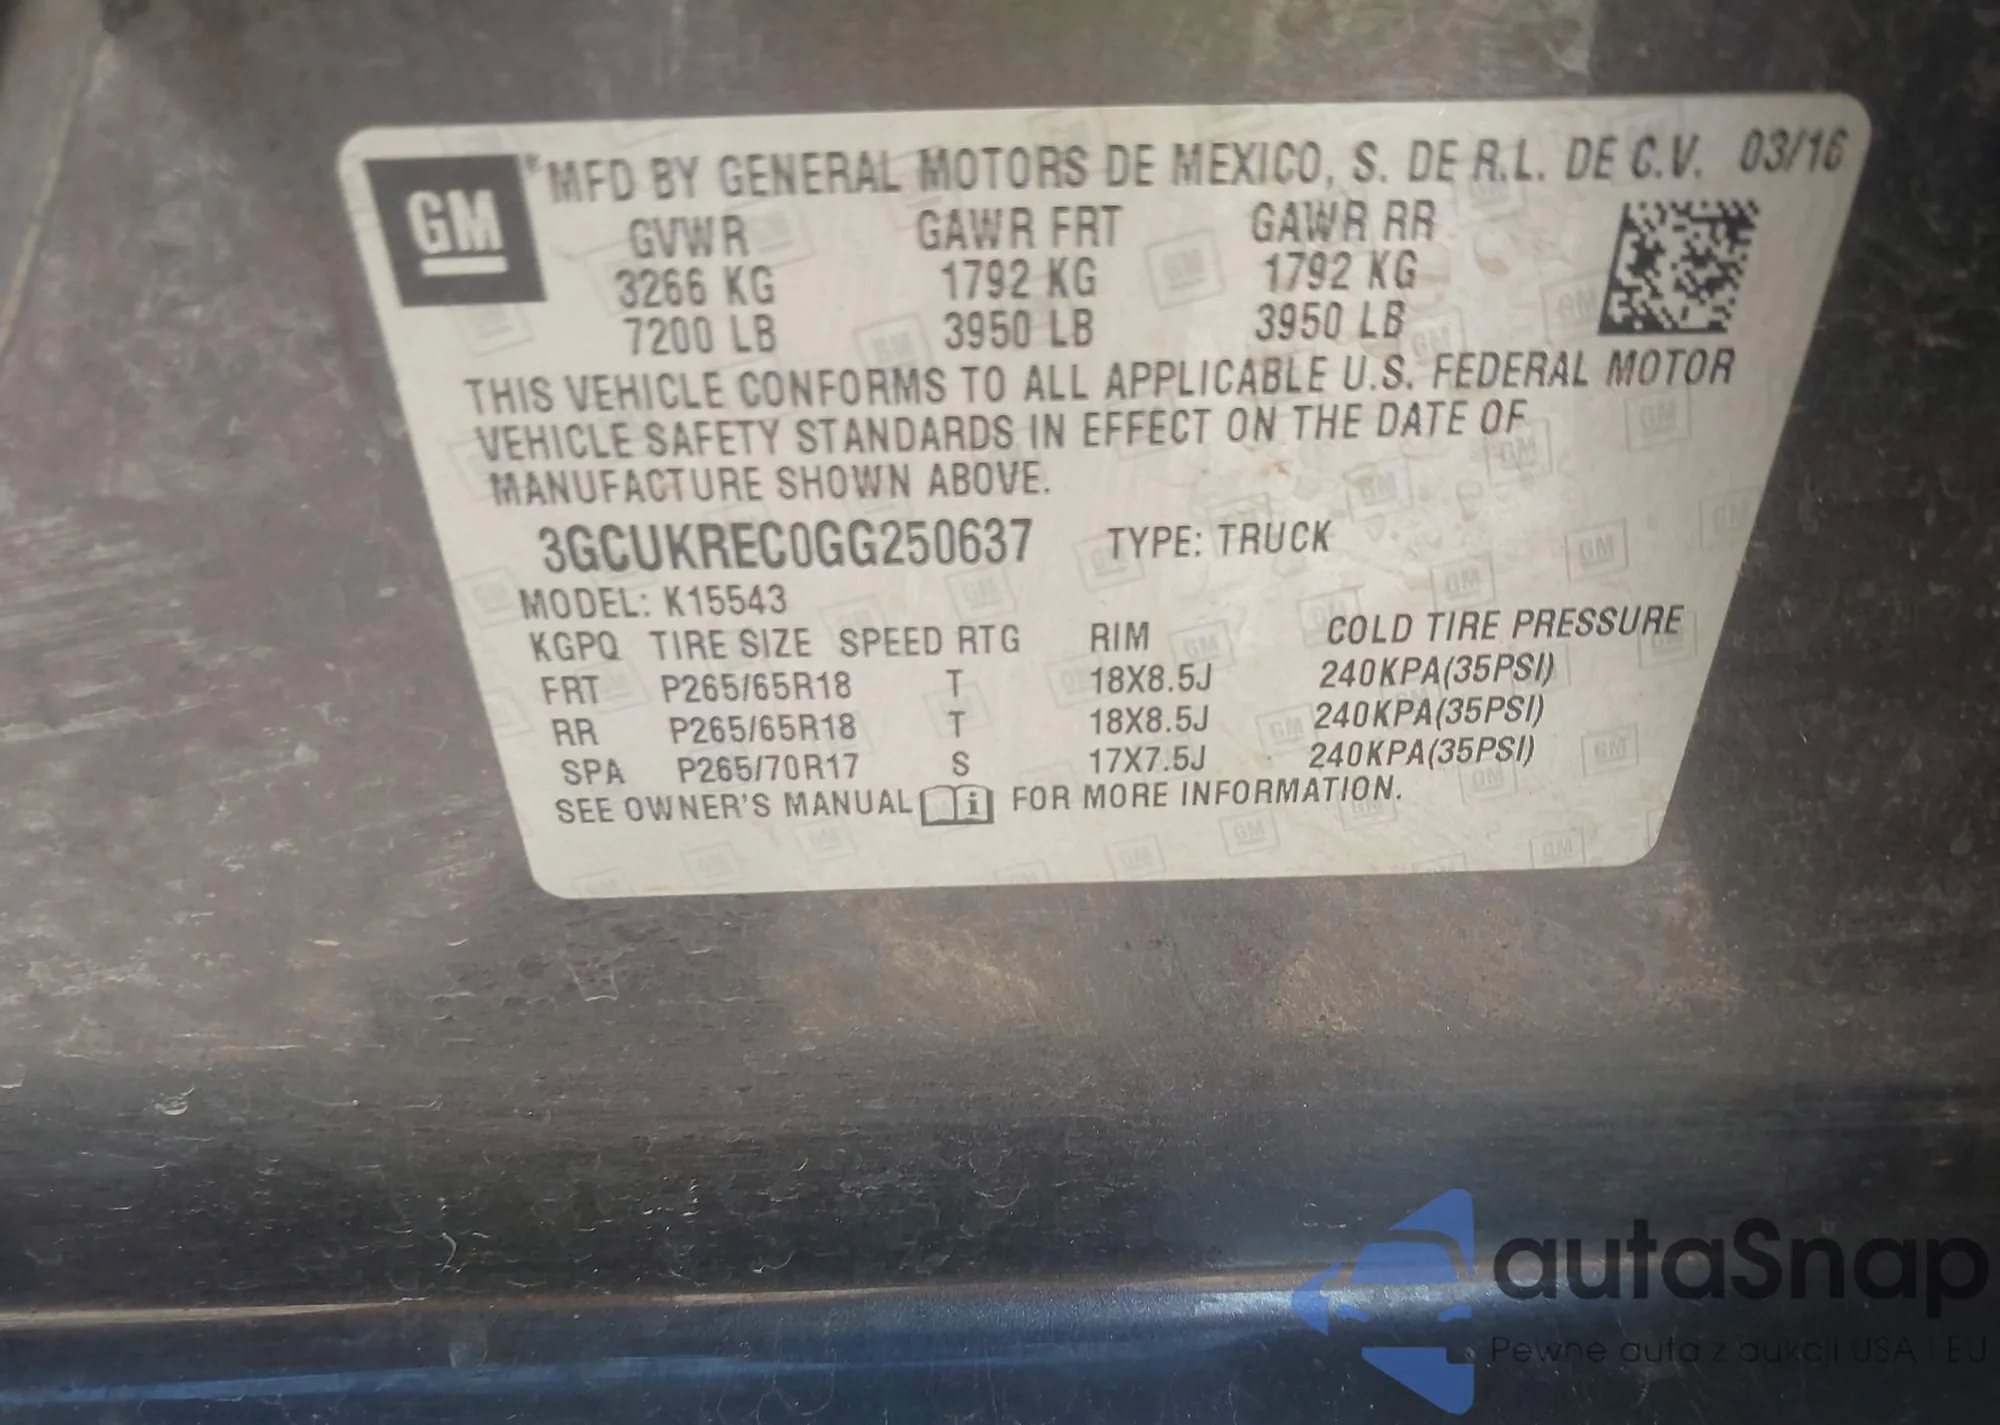 GM
MFD BY GENERAL MOTORS DE MEXICO, S. DE R.L. DE C.V. 03/16
GVWR GAWR FRT GAWR RR
3266 KG 1792 KG 1792 KG
7200 LB 3950 LB 3950 LB
THIS VEHICLE CONFORMS TO ALL APPLICABLE U.S. FEDERAL MOTOR
VEHICLE SAFETY STANDARDS IN EFFECT ON THE DATE OF
MANUFACTURE SHOWN ABOVE.
3GCUKREC0GG250637 TYPE: TRUCK
MODEL: K15543
KGPQ TIRE SIZE SPEED RTG RIM COLD TIRE PRESSURE
FRT P265/65R18 T 18X8.5J 240KPA(35PSI)
RR P265/65R18 T 18X8.5J 240KPA(35PSI)
SPA P265/70R17 S 17X7.5J 240KPA(35PSI)
SEE OWNER'S MANUAL i FOR MORE INFORMATION.
autaSnap
Pewne auta z aukcji USA i EU